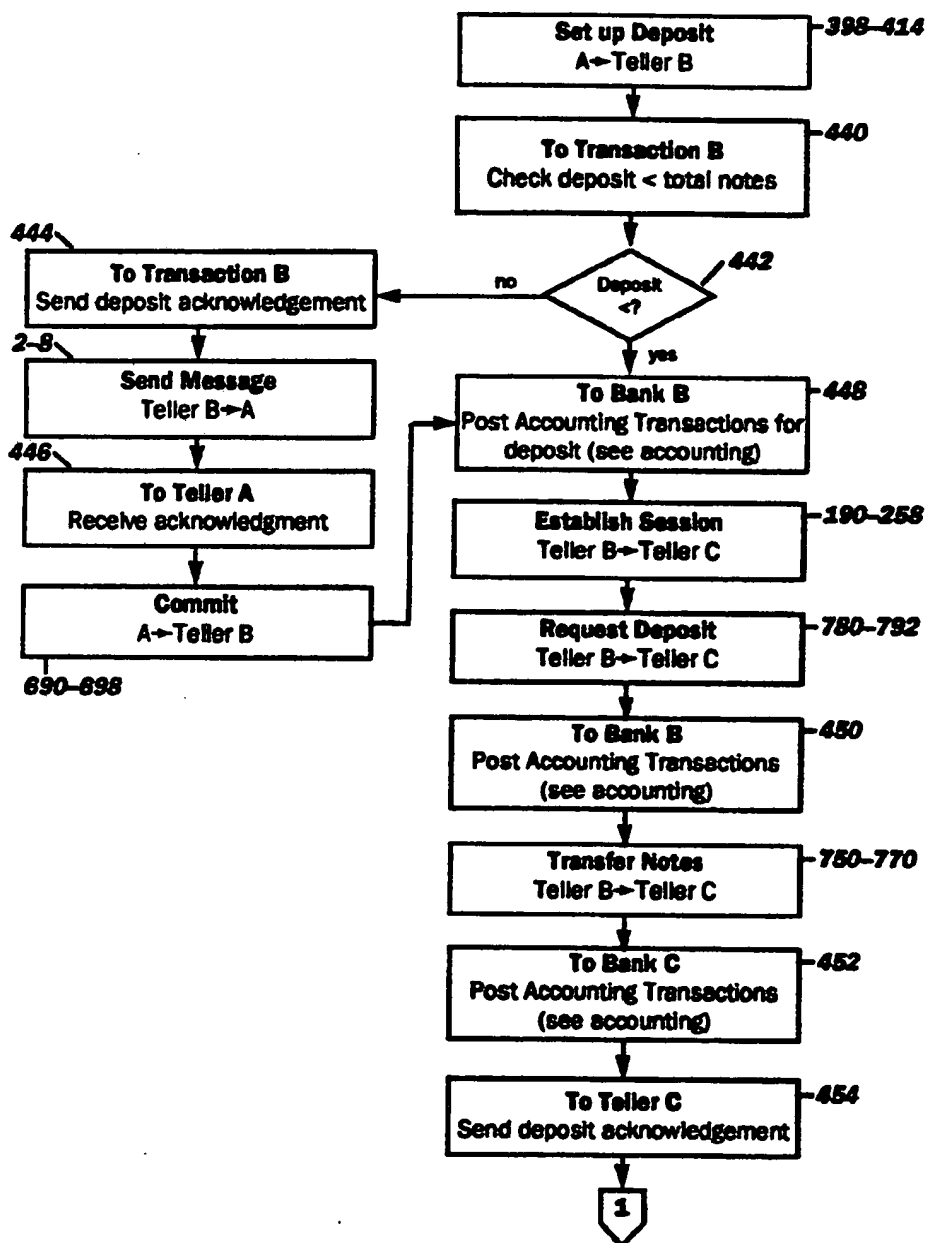 Set up Deposit
A→Teller B
398–414
To Transaction B
Check deposit < total notes
440
Deposit
<?
442
no
yes
444
To Transaction B
Send deposit acknowledgement
2–8
Send Message
Teller B→A
446
To Teller A
Receive acknowledgment
Commit
A→Teller B
690–698
To Bank B
Post Accounting Transactions for
deposit (see accounting)
448
Establish Session
Teller B→Teller C
190–258
Request Deposit
Teller B→Teller C
780–792
To Bank B
Post Accounting Transactions
(see accounting)
450
Transfer Notes
Teller B→Teller C
750–770
To Bank C
Post Accounting Transactions
(see accounting)
452
To Teller C
Send deposit acknowledgement
454
1